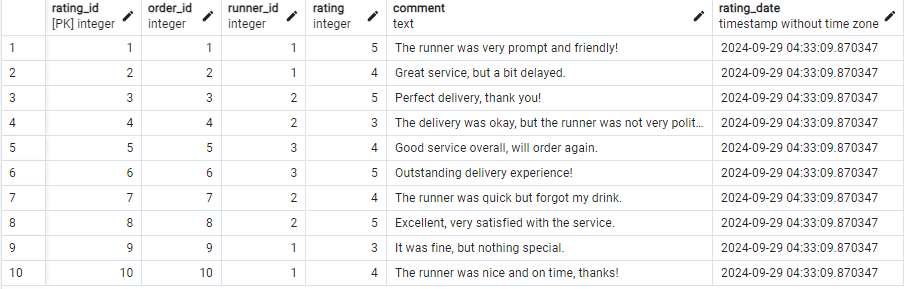 rating_id order_id runner_id rating comment rating_date
[PK] integer integer integer integer text timestamp without time zone
1 1 1 1 5 The runner was very prompt and friendly! 2024-09-29 04:33:09.870347
2 2 2 1 4 Great service, but a bit delayed. 2024-09-29 04:33:09.870347
3 3 3 2 5 Perfect delivery, thank you! 2024-09-29 04:33:09.870347
4 4 4 2 3 The delivery was okay, but the runner was not very polit... 2024-09-29 04:33:09.870347
5 5 5 3 4 Good service overall, will order again. 2024-09-29 04:33:09.870347
6 6 6 3 5 Outstanding delivery experience! 2024-09-29 04:33:09.870347
7 7 7 2 4 The runner was quick but forgot my drink. 2024-09-29 04:33:09.870347
8 8 8 2 5 Excellent, very satisfied with the service. 2024-09-29 04:33:09.870347
9 9 9 1 3 It was fine, but nothing special. 2024-09-29 04:33:09.870347
10 10 10 1 4 The runner was nice and on time, thanks! 2024-09-29 04:33:09.870347